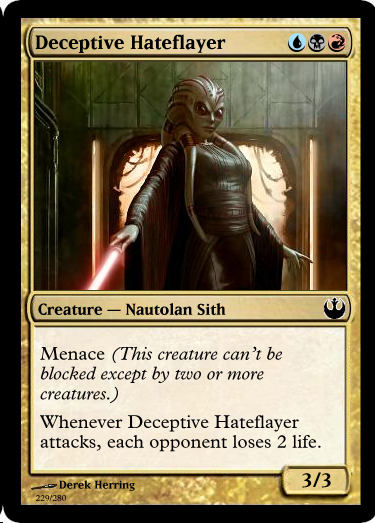 Deceptive Hateflayer
Creature — Nautolan Sith
Menace (This creature can't be
blocked except by two or more
creatures.)
Whenever Deceptive Hateflayer
attacks, each opponent loses 2 life.
3/3
Derek Herring
229/280